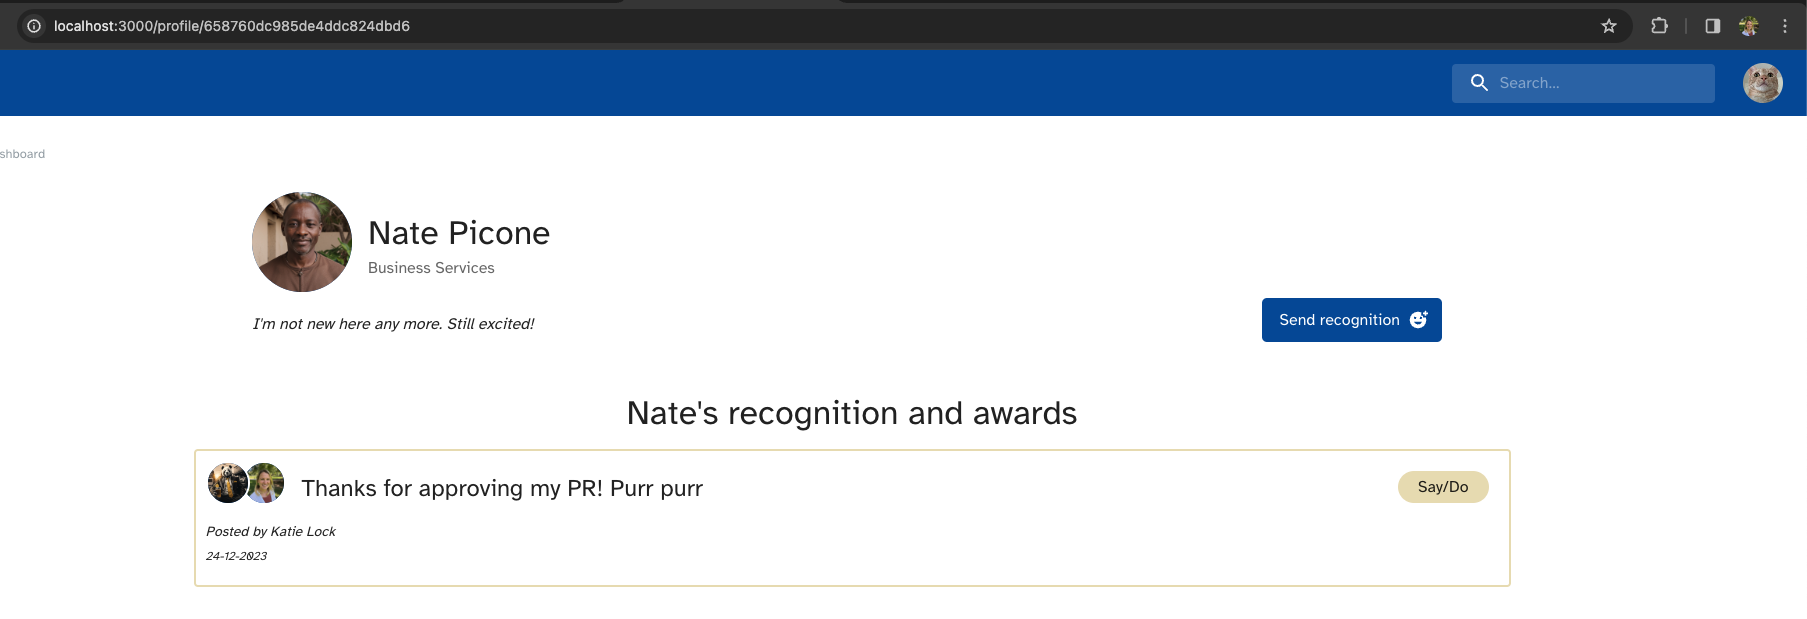 localhost:3000/profile/658760dc985de4ddc824dbd6
Search...
shboard
Nate Picone
Business Services
I'm not new here any more. Still excited!
Send recognition
Nate's recognition and awards
Thanks for approving my PR! Purr purr
Say/Do
Posted by Katie Lock
24-12-2023